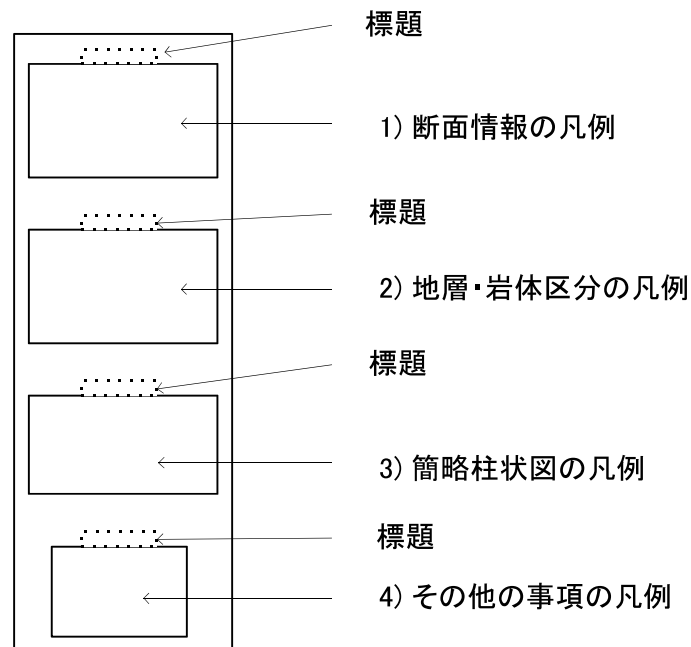 標題
1) 断面情報の凡例
標題
2) 地層・岩体区分の凡例
標題
3) 簡略柱状図の凡例
標題
4) その他の事項の凡例